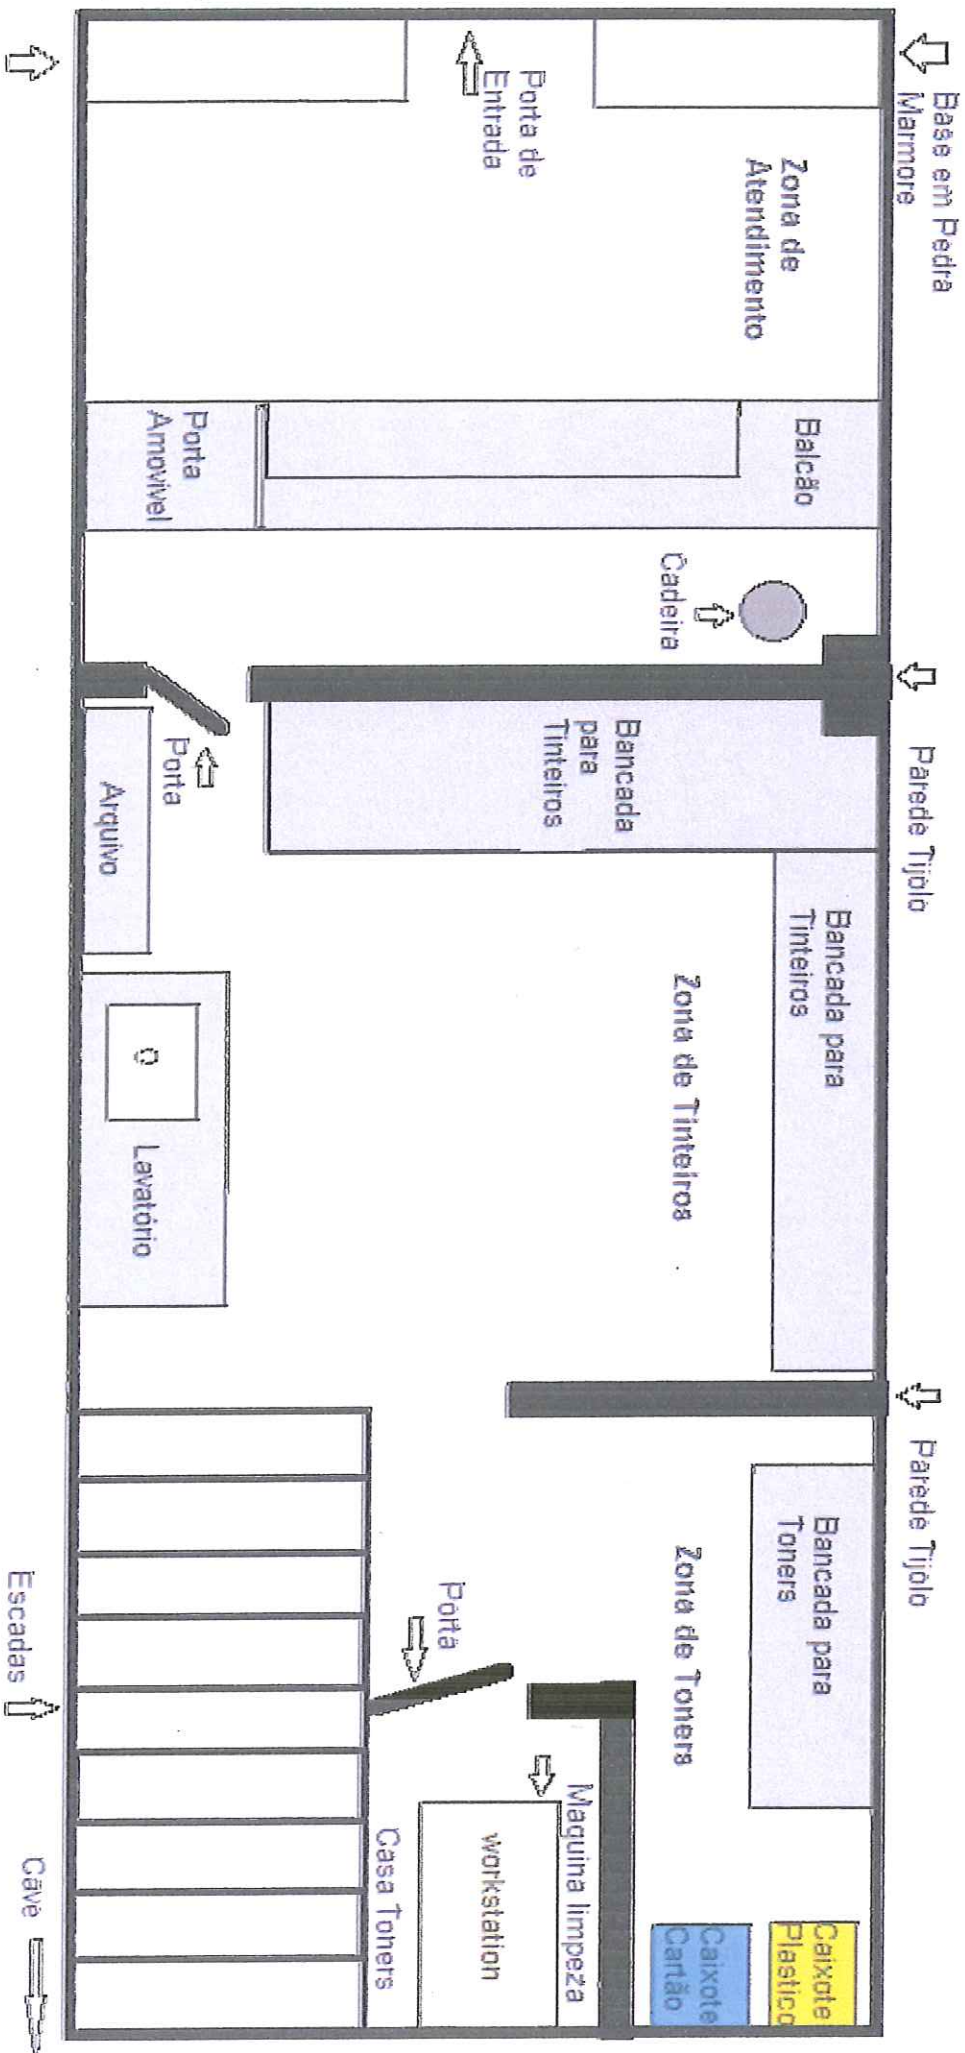 Base em Pedra
Marmore
Parede Tijolo
Parede Tijolo
Zona de
Atendimento
Balcão
Bancada para
Tinteiros
Bancada para
Toners
Caixote
Plastico
Porta de
Entrada
Cadeira
Bancada
para
Tinteiros
Zona de Tinteiros
Zona de Toners
Caixote
Cartão
Maquina limpeza
workstation
Porta
Casa Toners
Porta
Amovivel
Porta
Arquivo
Lavatório
Escadas
Cave